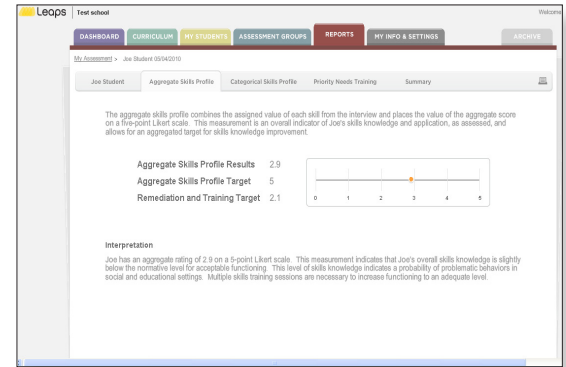 Leaps Test school Welcome
DASHBOARD CURRICULUM MY STUDENTS ASSESSMENT GROUPS REPORTS MY INFO & SETTINGS ARCHIVE
My Assessment > Joe Student 05/04/2010
Joe Student Aggregate Skills Profile Categorical Skills Profile Priority Needs Training Summary
The aggregate skills profile combines the assigned value of each skill from the interview and places the value of the aggregate score
on a five-point Likert scale. This measurement is an overall indicator of Joe's skills knowledge and application, as assessed, and
allows for an aggregated target for skills knowledge improvement.
Aggregate Skills Profile Results 2.9
Aggregate Skills Profile Target 5
Remediation and Training Target 2.1
0 1 2 3 4 5
Interpretation
Joe has an aggregate rating of 2.9 on a 5-point Likert scale. This measurement indicates that Joe's overall skills knowledge is slightly
below the normative level for acceptable functioning. This level of skills knowledge indicates a probability of problematic behaviors in
social and educational settings. Multiple skills training sessions are necessary to increase functioning to an adequate level.